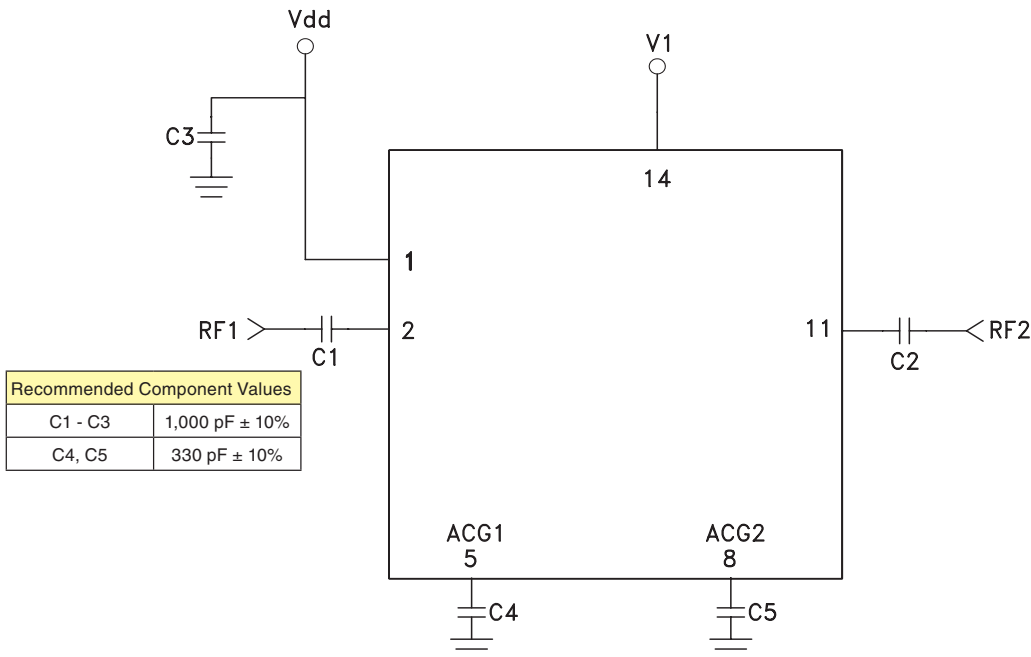 Vdd
V1
C3
14
1
RF1
2
11
RF2
C1
C2
Recommended Component Values
C1 - C3 1,000 pF ± 10%
C4, C5 330 pF ± 10%
ACG1
5
ACG2
8
C4
C5